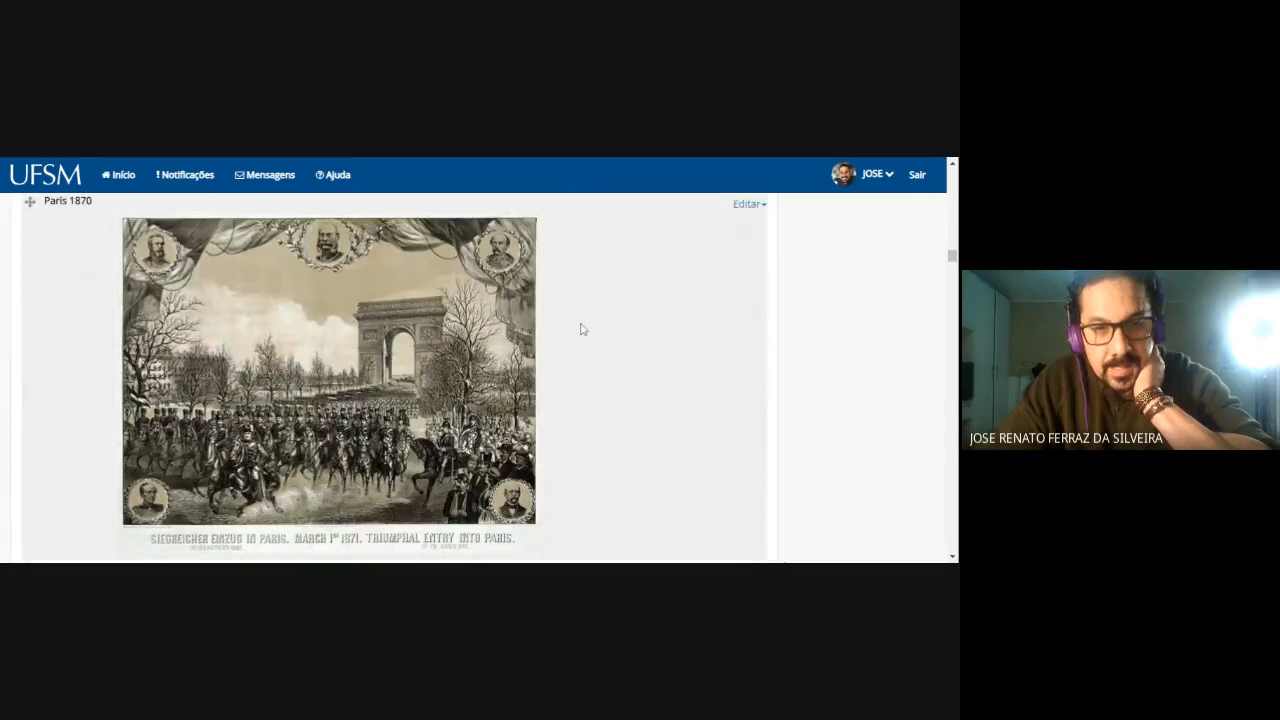 UFSM Início Notificações Mensagens Ajuda JOSE Sair
Paris 1870
Editar
SIEGREICHER EINZUG IN PARIS, MARCH 1st 1871. TRIUMPHAL ENTRY INTO PARIS.
JOSE RENATO FERRAZ DA SILVEIRA